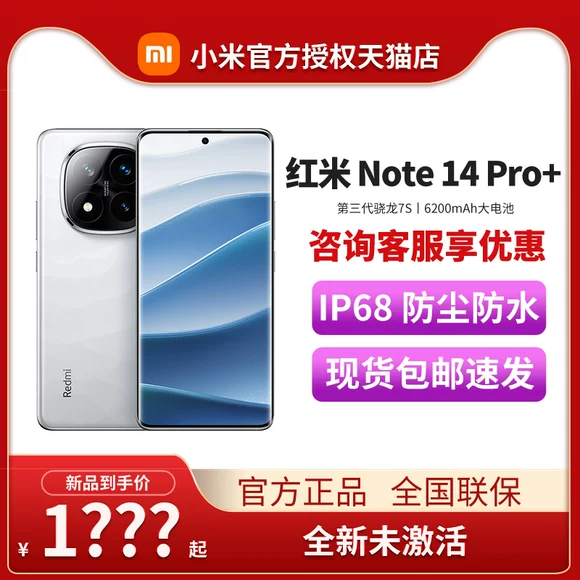 小米官方授权天猫店
红米 Note 14 Pro+
第三代骁龙7S丨6200mAh大电池
咨询客服享优惠
IP68 防尘防水
现货包邮速发
Redmi
新品到手价
¥ 1???起
官方正品 全国联保
全新未激活